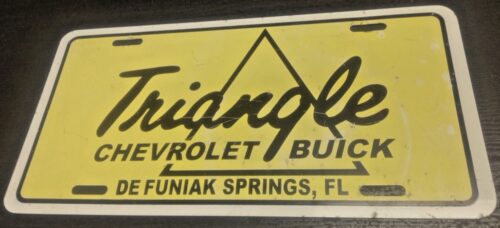 Triangle
CHEVROLET BUICK
DE FUNIAK SPRINGS, FL